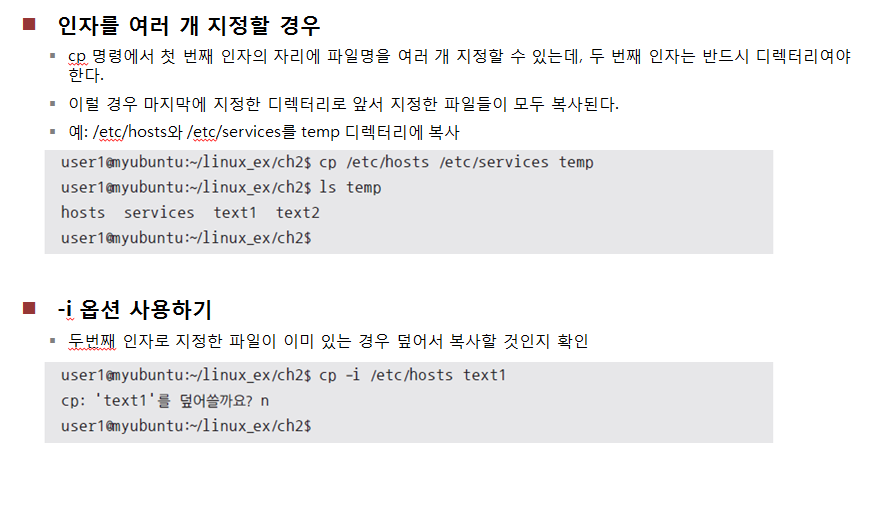 인자를 여러 개 지정할 경우
cp 명령에서 첫 번째 인자의 자리에 파일명을 여러 개 지정할 수 있는데, 두 번째 인자는 반드시 디렉터리여야
한다.
이럴 경우 마지막에 지정한 디렉터리로 앞서 지정한 파일들이 모두 복사된다.
예: /etc/hosts와 /etc/services를 temp 디렉터리에 복사
user1@myubuntu:~/linux_ex/ch2$ cp /etc/hosts /etc/services temp
user1@myubuntu:~/linux_ex/ch2$ ls temp
hosts  services  text1  text2
user1@myubuntu:~/linux_ex/ch2$
-i 옵션 사용하기
두번째 인자로 지정한 파일이 이미 있는 경우 덮어서 복사할 것인지 확인
user1@myubuntu:~/linux_ex/ch2$ cp -i /etc/hosts text1
cp: 'text1'를 덮어쓸까요? n
user1@myubuntu:~/linux_ex/ch2$